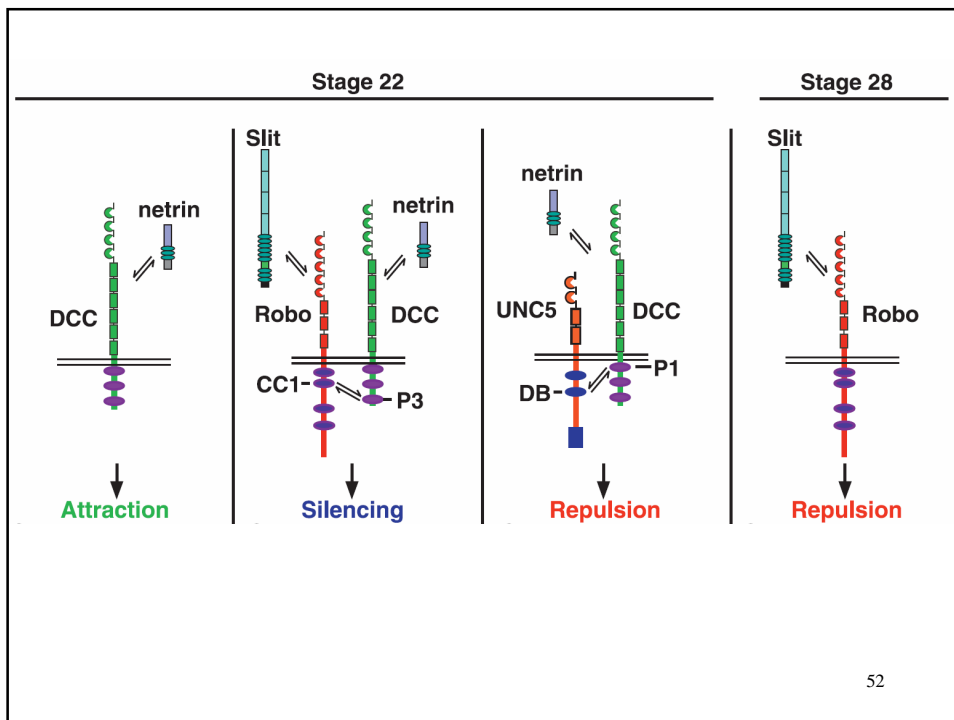 Stage 22
Stage 28
netrin
DCC
Attraction
Slit
netrin
Robo
DCC
CC1
P3
Silencing
netrin
UNC5
DCC
P1
DB
Repulsion
Slit
Robo
Repulsion
52